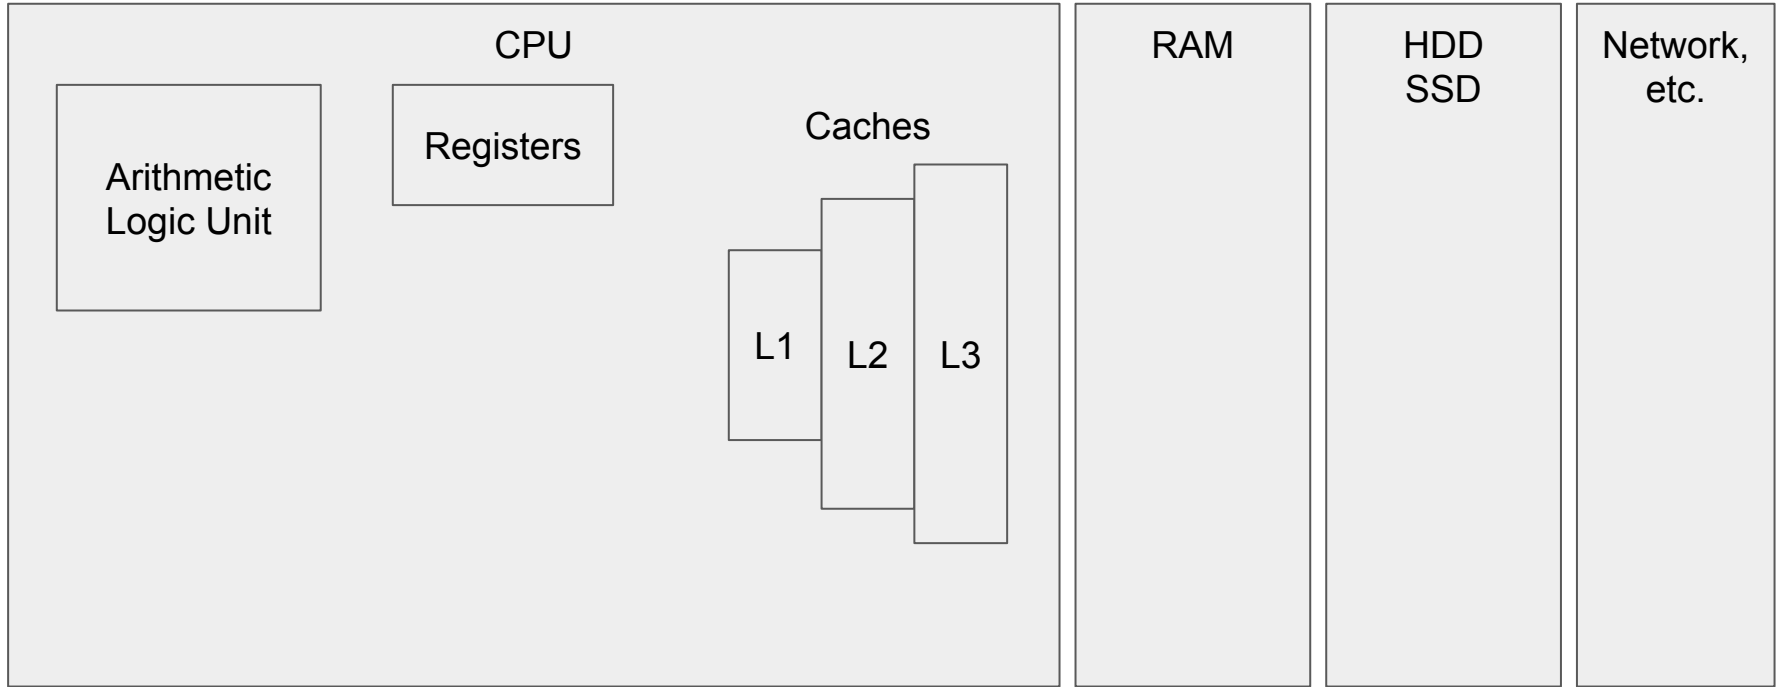 CPU
Arithmetic
Logic Unit
Registers
Caches
L1
L2
L3
RAM
HDD
SSD
Network,
etc.